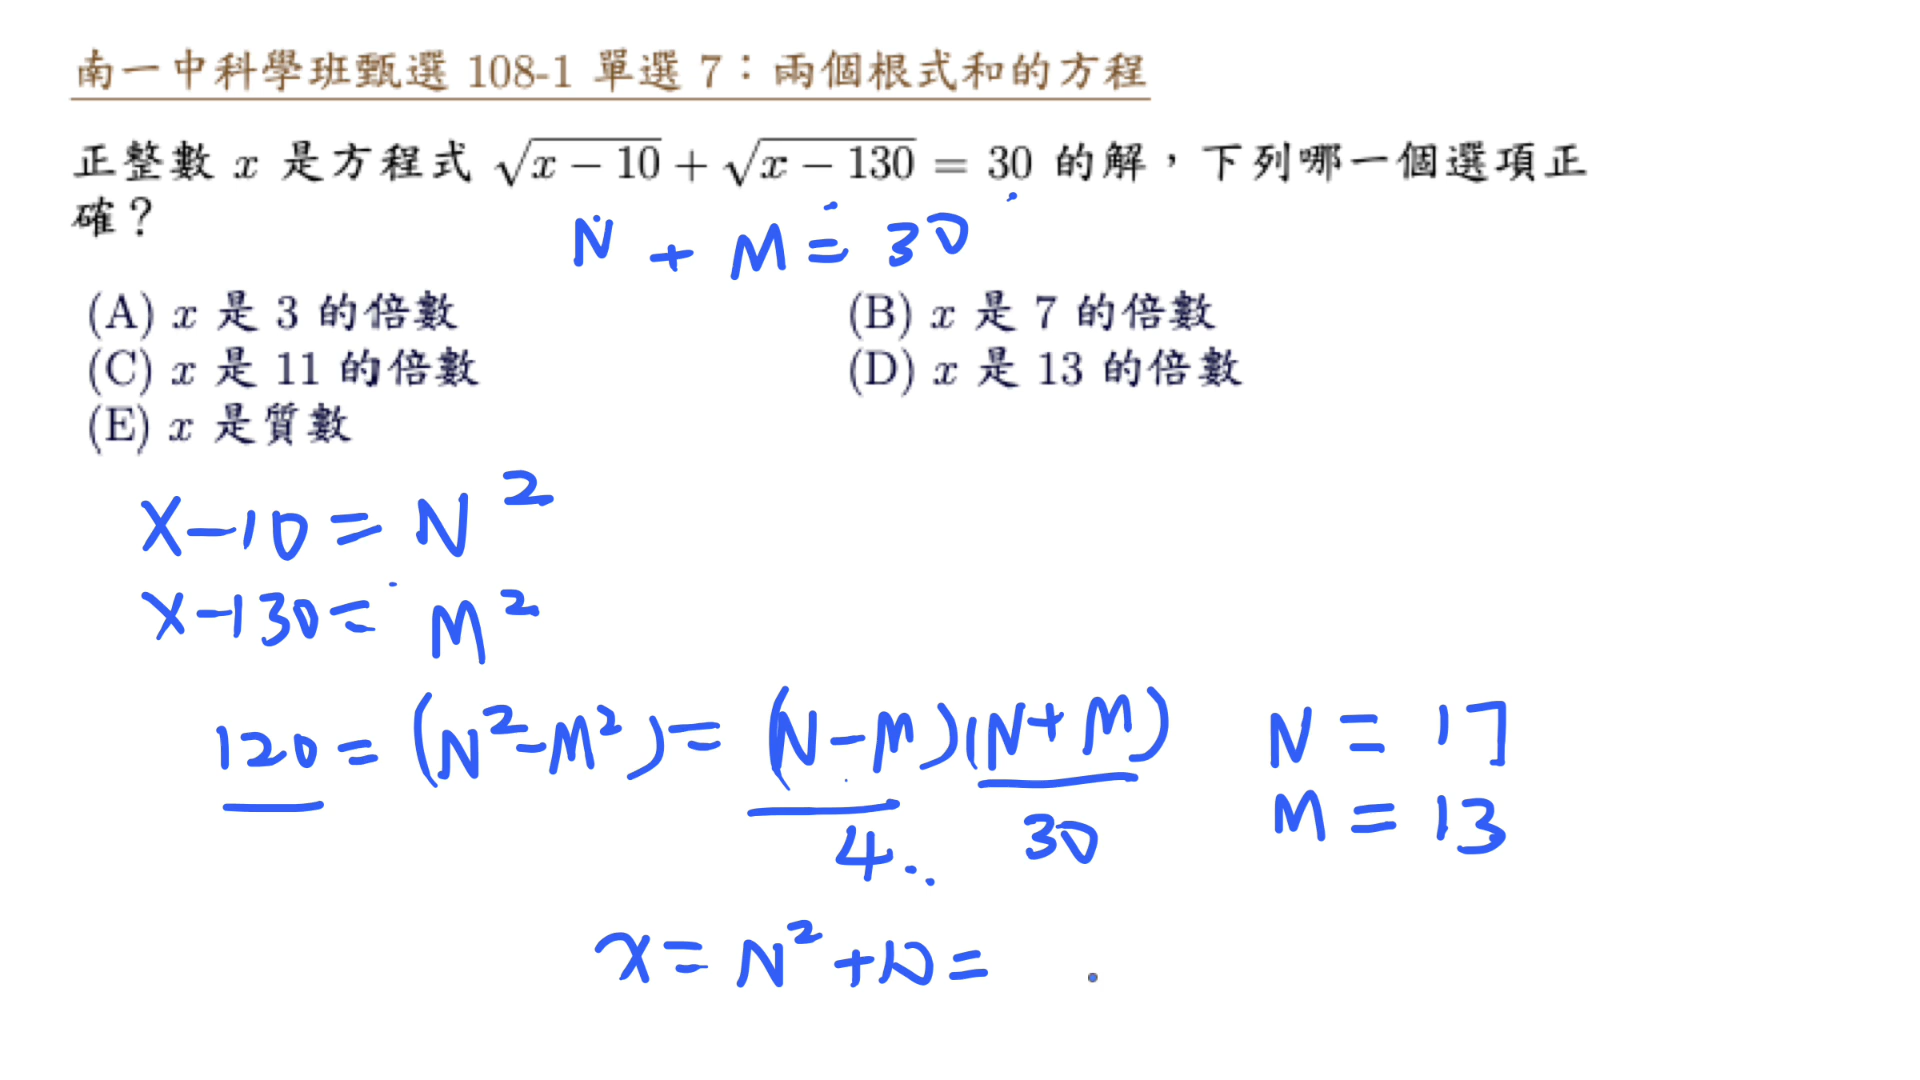 南一中科學班甄選 108-1 單選 7：兩個根式和的方程
正整數 x 是方程式 √(x − 10) + √(x − 130) = 30 的解，下列哪一個選項正
確？
N + M = 30
(A) x 是 3 的倍數
(B) x 是 7 的倍數
(C) x 是 11 的倍數
(D) x 是 13 的倍數
(E) x 是質數
x-10 = N²
x-130 = M²
120 = (N²-M²) = (N-M)(N+M)
4 30
N = 17
M = 13
x = N²+10 =